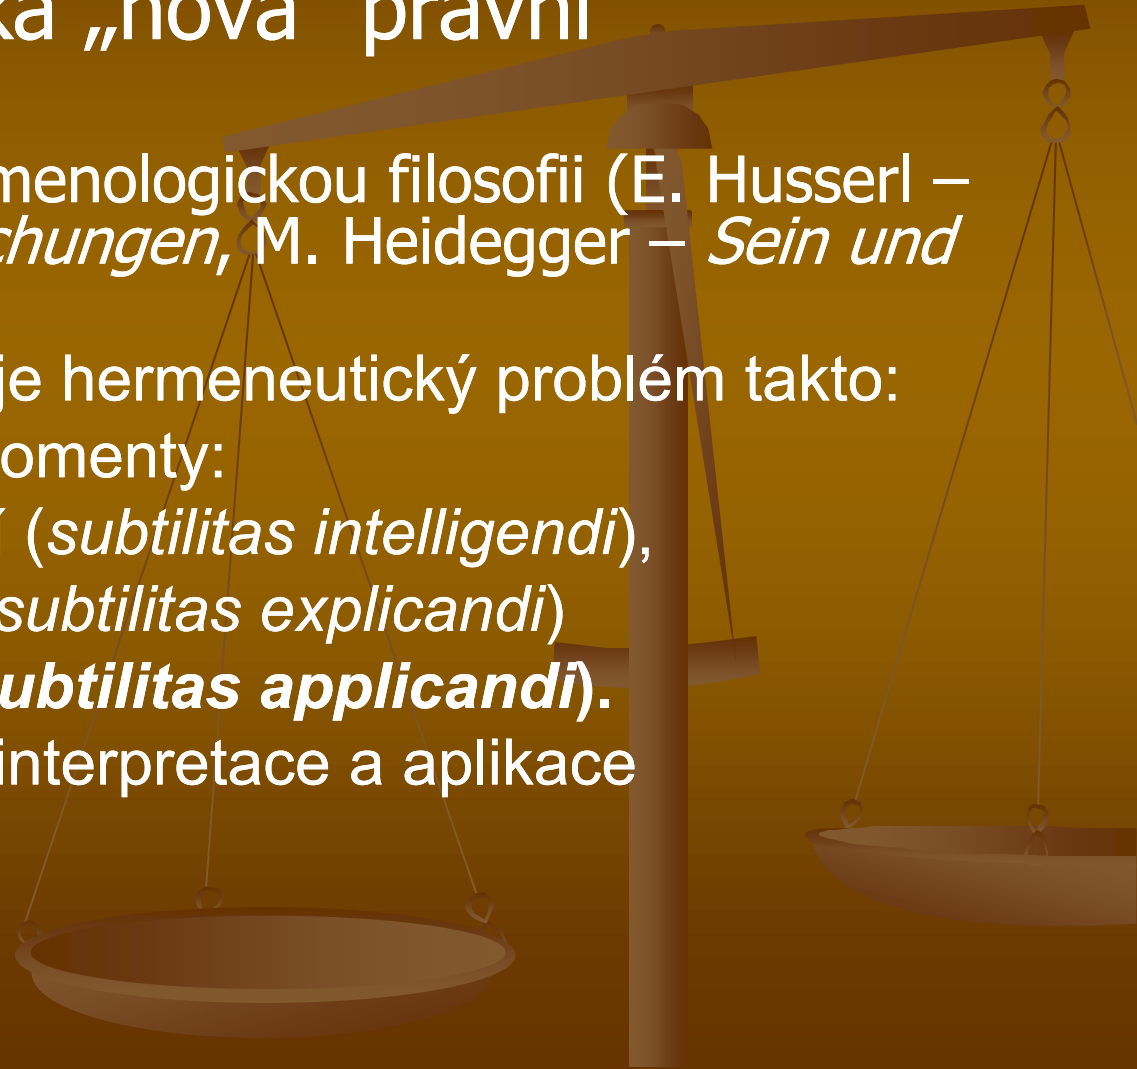 ká „nová“ právní
menologickou filosofii (E. Husserl –
chungen, M. Heidegger – Sein und
je hermeneutický problém takto:
omenty:
í (subtilitas intelligendi),
subtilitas explicandi)
ubtilitas applicandi).
interpretace a aplikace